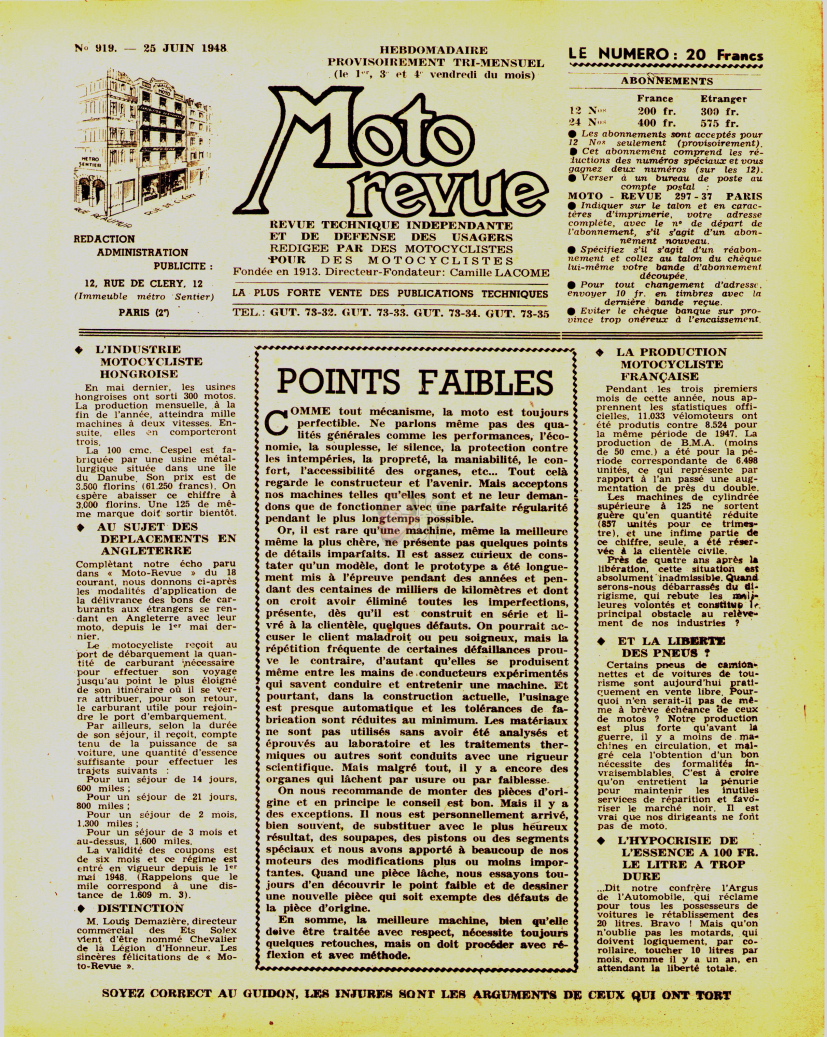 No 919. — 25 JUIN 1948
HEBDOMADAIRE
PROVISOIREMENT TRI-MENSUEL
(le 1er, 3e et 4e vendredi du mois)
LE NUMERO : 20 Francs
METRO
SENTIER
Moto
revue
REVUE TECHNIQUE INDEPENDANTE
ET DE DEFENSE DES USAGERS
REDIGEE PAR DES MOTOCYCLISTES
POUR DES MOTOCYCLISTES
Fondée en 1913. Directeur-Fondateur: Camille LACOME
LA PLUS FORTE VENTE DES PUBLICATIONS TECHNIQUES
TEL.: GUT. 73-32. GUT. 73-33. GUT. 73-34. GUT. 73-35
REDACTION
ADMINISTRATION
PUBLICITE :
12, RUE DE CLERY, 12
(Immeuble métro Sentier)
PARIS (2e)
ABONNEMENTS
France Etranger
12 Nos 200 fr. 309 fr.
24 Nos 400 fr. 575 fr.
● Les abonnements sont acceptés pour
12 Nos seulement (provisoirement).
● Cet abonnement comprend les ré-
ductions des numéros spéciaux et vous
gagnez deux numéros (sur les 12).
● Verser à un bureau de poste au
compte postal :
MOTO - REVUE 297-37 PARIS
● Indiquer sur le talon et en carac-
tères d'imprimerie, votre adresse
complète, avec le no de départ de
l'abonnement, s'il s'agit d'un abon-
nement nouveau.
● Spécifiez s'il s'agit d'un réabon-
nement et collez au talon du chèque
lui-même votre bande d'abonnement
découpée.
● Pour tout changement d'adresse,
envoyer 10 fr. en timbres avec la
dernière bande reçue.
● Eviter le chèque banque sur pro-
vince trop onéreux à l'encaissement.
◆ L'INDUSTRIE
MOTOCYCLISTE
HONGROISE
En mai dernier, les usines
hongroises ont sorti 300 motos.
La production mensuelle, à la
fin de l'année, atteindra mille
machines à deux vitesses. En-
suite, elles en comporteront
trois.
La 100 cmc. Cespel est fa-
briquée par une usine métal-
lurgique située dans une île
du Danube. Son prix est de
3.500 florins (61.250 francs). On
espère abaisser ce chiffre à
3.000 florins. Une 125 de mê-
me marque doit sortir bientôt.
◆ AU SUJET DES
DEPLACEMENTS EN
ANGLETERRE
Complétant notre écho paru
dans « Moto-Revue » du 18
courant, nous donnons ci-après
les modalités d'application de
la délivrance des bons de car-
burants aux étrangers se ren-
dant en Angleterre avec leur
moto, depuis le 1er mai der-
nier.
Le motocycliste reçoit au
port de débarquement la quan-
tité de carburant nécessaire
pour effectuer son voyage
jusqu'au point le plus éloigné
de son itinéraire où il se ver-
ra attribuer, pour son retour,
le carburant utile pour rejoin-
dre le port d'embarquement.
Par ailleurs, selon la durée
de son séjour, il reçoit, compte
tenu de la puissance de sa
voiture, une quantité d'essence
suffisante pour effectuer les
trajets suivants :
Pour un séjour de 14 jours,
600 miles ;
Pour un séjour de 21 jours,
800 miles ;
Pour un séjour de 2 mois,
1.300 miles ;
Pour un séjour de 3 mois et
au-dessus, 1.600 miles.
La validité des coupons est
de six mois et ce régime est
entré en vigueur depuis le 1er
mai 1948. (Rappelons que le
mile correspond à une dis-
tance de 1.609 m. 3).
◆ DISTINCTION
M. Louis Demazière, directeur
commercial des Ets Solex
vient d'être nommé Chevalier
de la Légion d'Honneur. Les
sincères félicitations de « Mo-
to-Revue ».
POINTS FAIBLES
COMME tout mécanisme, la moto est toujours
perfectible. Ne parlons même pas des qua-
lités générales comme les performances, l'éco-
nomie, la souplesse, le silence, la protection contre
les intempéries, la propreté, la maniabilité, le con-
fort, l'accessibilité des organes, etc... Tout celà
regarde le constructeur et l'avenir. Mais acceptons
nos machines telles qu'elles sont et ne leur deman-
dons que de fonctionner avec une parfaite régularité
pendant le plus longtemps possible.
Or, il est rare qu'une machine, même la meilleure
même la plus chère, ne présente pas quelques points
de détails imparfaits. Il est assez curieux de cons-
tater qu'un modèle, dont le prototype a été longue-
ment mis à l'épreuve pendant des années et pen-
dant des centaines de milliers de kilomètres et dont
on croit avoir éliminé toutes les imperfections,
présente, dès qu'il est construit en série et li-
vré à la clientèle, quelques défauts. On pourrait ac-
cuser le client maladroit ou peu soigneux, mais la
répétition fréquente de certaines défaillances prou-
ve le contraire, d'autant qu'elles se produisent
même entre les mains de conducteurs expérimentés
qui savent conduire et entretenir une machine. Et
pourtant, dans la construction actuelle, l'usinage
est presque automatique et les tolérances de fa-
brication sont réduites au minimum. Les matériaux
ne sont pas utilisés sans avoir été analysés et
éprouvés au laboratoire et les traitements ther-
miques ou autres sont conduits avec une rigueur
scientifique. Mais malgré tout, il y a encore des
organes qui lâchent par usure ou par faiblesse.
On nous recommande de monter des pièces d'ori-
gine et en principe le conseil est bon. Mais il y a
des exceptions. Il nous est personnellement arrivé,
bien souvent, de substituer avec le plus heureux
résultat, des soupapes, des pistons ou des segments
spéciaux et nous avons apporté à beaucoup de nos
moteurs des modifications plus ou moins impor-
tantes. Quand une pièce lâche, nous essayons tou-
jours d'en découvrir le point faible et de dessiner
une nouvelle pièce qui soit exempte des défauts de
la pièce d'origine.
En somme, la meilleure machine, bien qu'elle
doive être traitée avec respect, nécessite toujours
quelques retouches, mais on doit procéder avec ré-
flexion et avec méthode.
◆ LA PRODUCTION
MOTOCYCLISTE
FRANÇAISE
Pendant les trois premiers
mois de cette année, nous ap-
prennent les statistiques offi-
cielles, 11.033 vélomoteurs ont
été produits contre 8.524 pour
la même période de 1947. La
production de B.M.A. (moins
de 50 cmc.) a été pour la pé-
riode correspondante de 6.498
unités, ce qui représente par
rapport à l'an passé une aug-
mentation de près du double.
Les machines de cylindrée
supérieure à 125 ne sortent
guère qu'en quantité réduite
(857 unités pour ce trimes-
tre), et une infime partie de
ce chiffre, seule, a été réser-
vée à la clientèle civile.
Près de quatre ans après la
libération, cette situation est
absolument inadmissible. Quand
serons-nous débarrassés du di-
rigisme, qui rebute les meil-
leures volontés et constitue le
principal obstacle au relève-
ment de nos industries ?
◆ ET LA LIBERTE
DES PNEUS ?
Certains pneus de camion-
nettes et de voitures de tou-
risme sont aujourd'hui prati-
quement en vente libre. Pour-
quoi n'en serait-il pas de mê-
me à brève échéance de ceux
de motos ? Notre production
est plus forte qu'avant la
guerre, il y a moins de ma-
chines en circulation, et mal-
gré cela l'obtention d'un bon
nécessite des formalités in-
vraisemblables. C'est à croire
qu'on entretient la pénurie
pour maintenir les inutiles
services de répartition et favo-
riser le marché noir. Il est
vrai que nos dirigeants ne font
pas de moto.
◆ L'HYPOCRISIE DE
L'ESSENCE A 100 FR.
LE LITRE A TROP
DURE
...Dit notre confrère l'Argus
de l'Automobile, qui réclame
pour tous les possesseurs de
voitures le rétablissement des
20 litres. Bravo ! Mais qu'on
n'oublie pas les motards, qui
doivent logiquement, par co-
rollaire, toucher 10 litres par
mois, comme il y a un an, en
attendant la liberté totale.
SOYEZ CORRECT AU GUIDON, LES INJURES SONT LES ARGUMENTS DE CEUX QUI ONT TORT